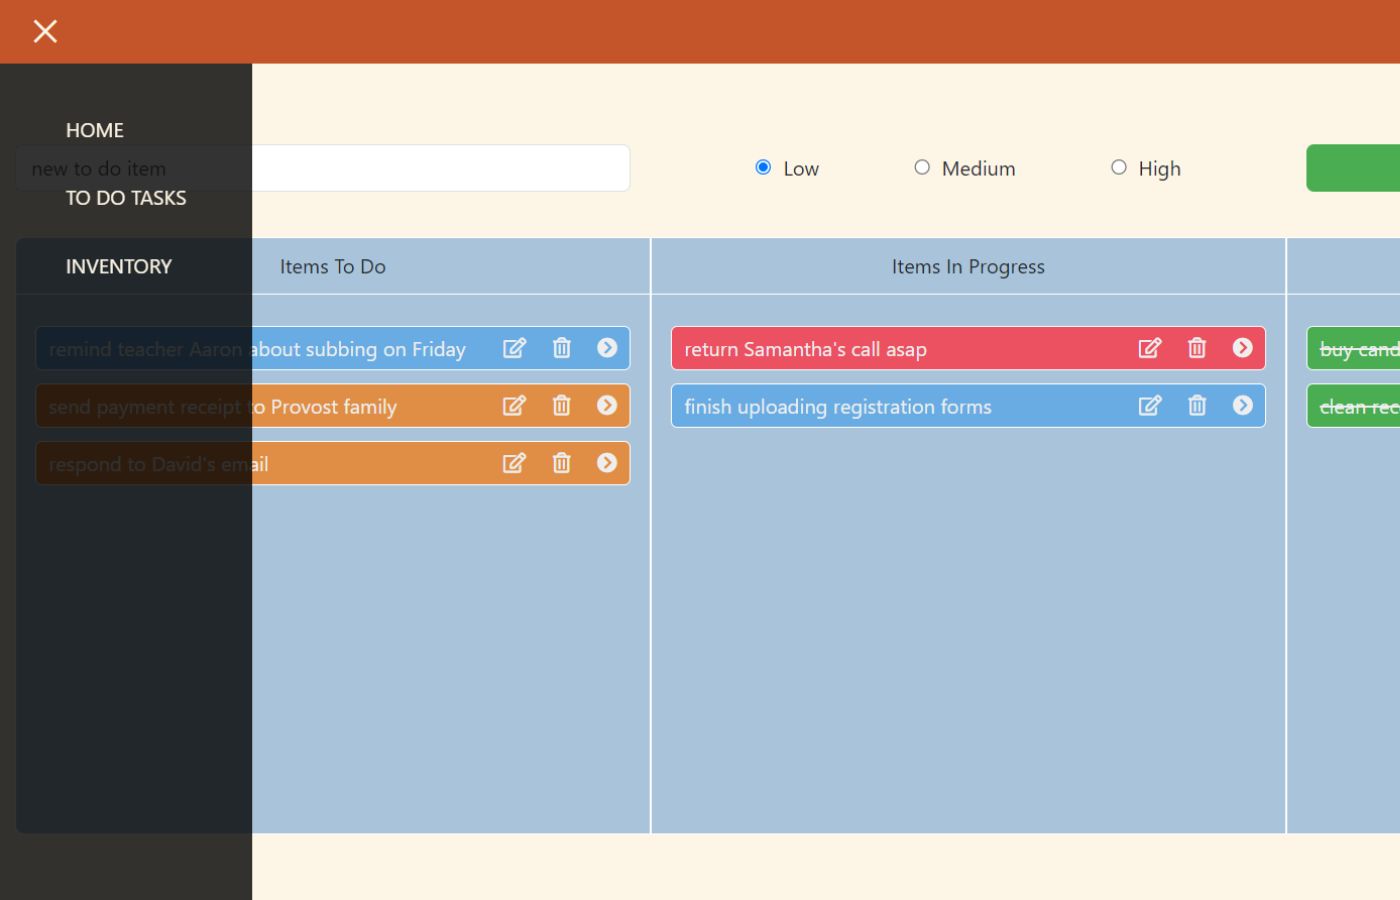 HOME
new to do item
TO DO TASKS
Low
Medium
High
INVENTORY
Items To Do
Items In Progress
remind teacher Aaron about subbing on Friday
send payment receipt to Provost family
respond to David's email
return Samantha's call asap
finish uploading registration forms
buy cand
clean rec